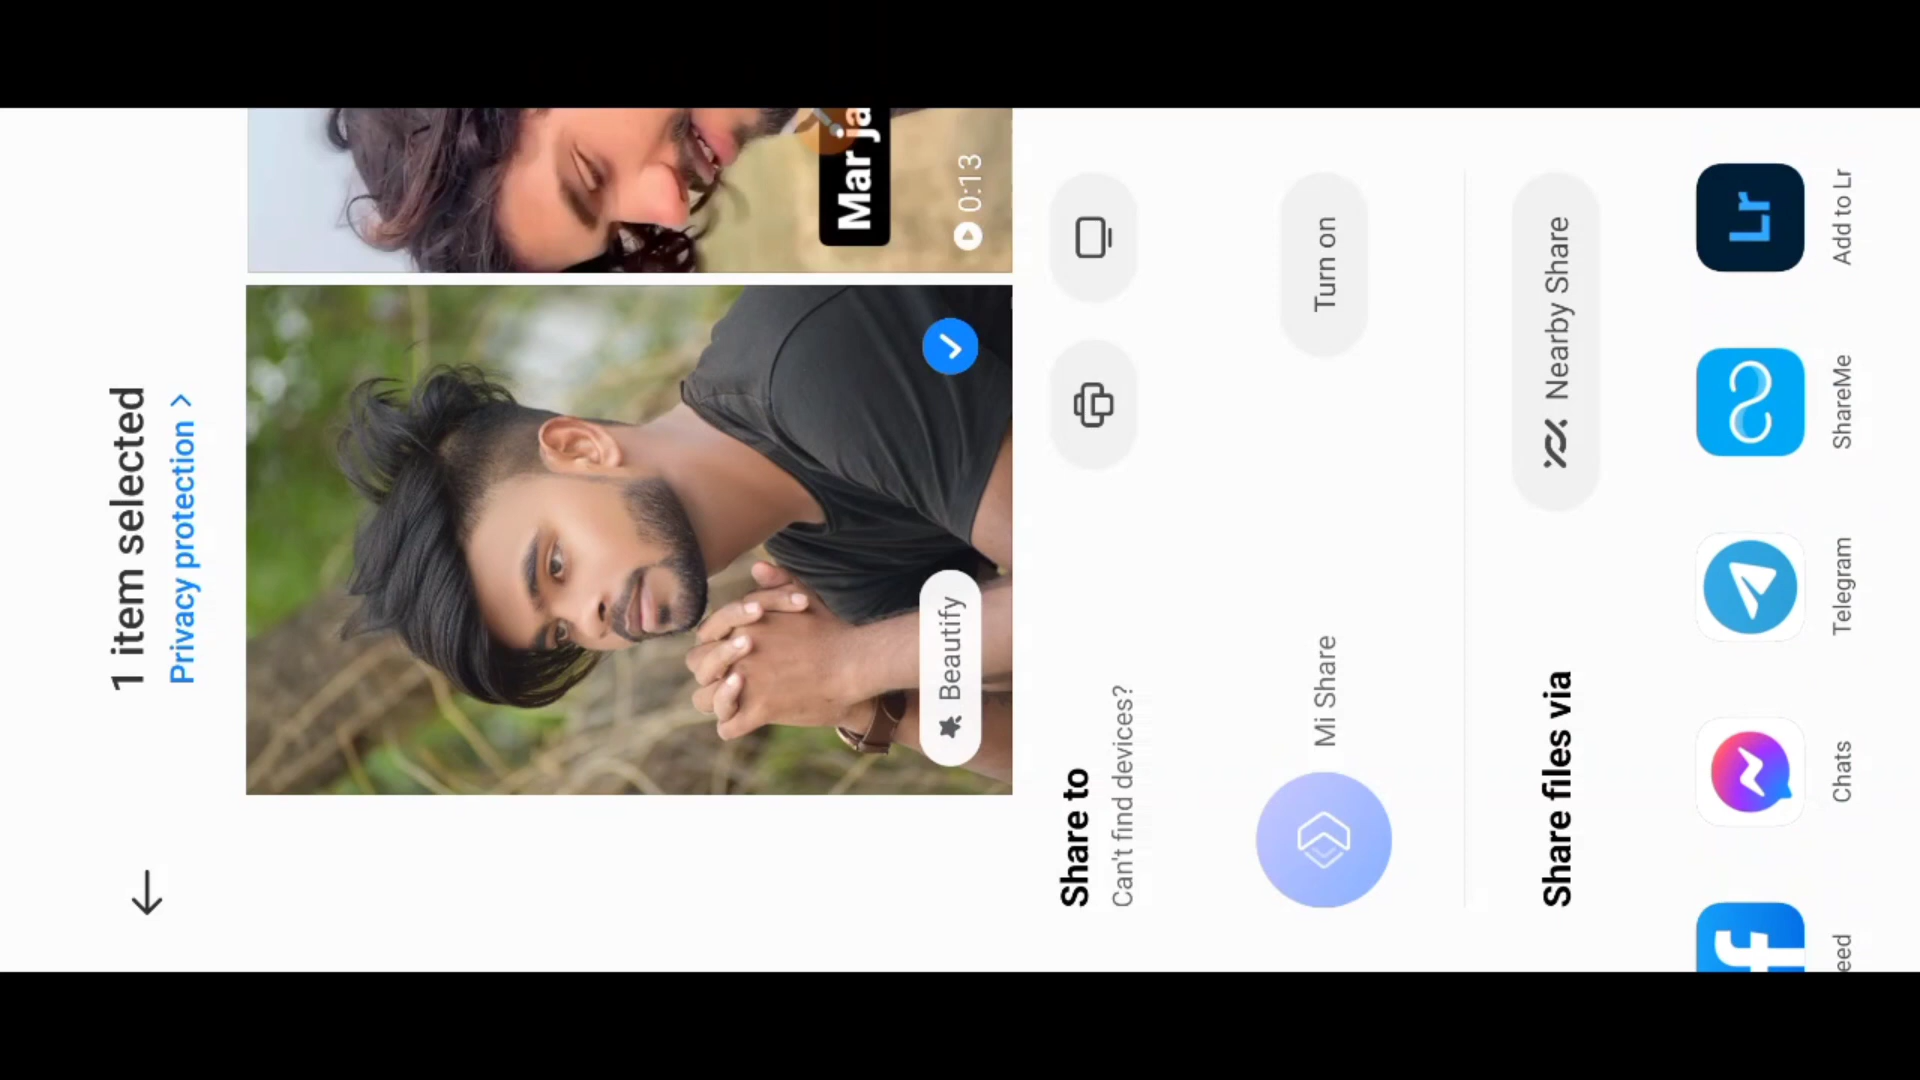 1 item selected
Privacy protection >
Beautify
Mar ja
0:13
Share to
Can't find devices?
Mi Share
Turn on
Share files via
Nearby Share
f
eed
Chats
Telegram
ShareMe
Lr
Add to Lr